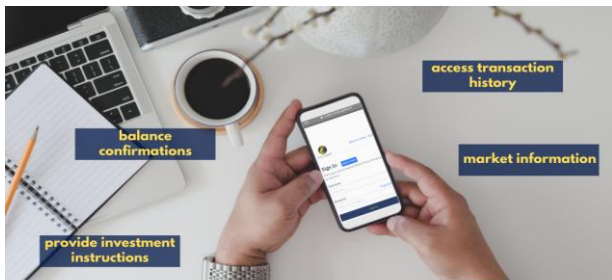 access transaction
history
balance
confirmations
market information
Sign In
provide investment
instructions